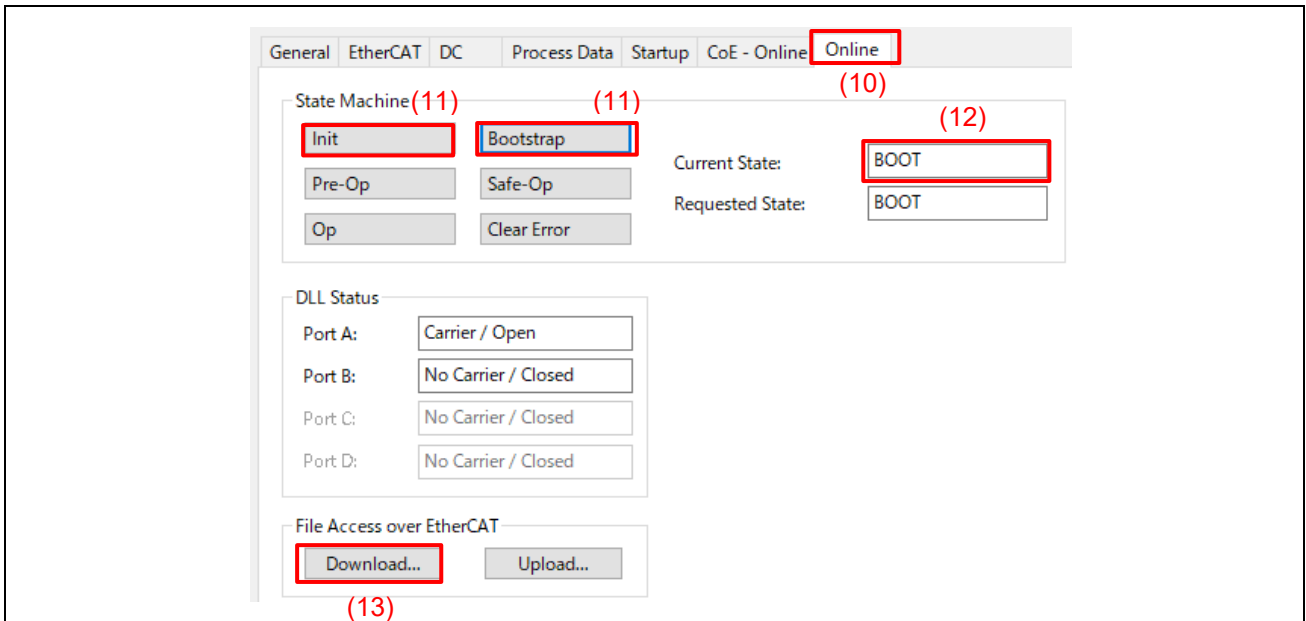 General EtherCAT DC Process Data Startup CoE - Online Online
(10)
State Machine (11) (11)
(12)
Init Bootstrap
Current State: BOOT
Pre-Op Safe-Op
Requested State: BOOT
Op Clear Error
DLL Status
Port A: Carrier / Open
Port B: No Carrier / Closed
Port C: No Carrier / Closed
Port D: No Carrier / Closed
File Access over EtherCAT
Download... Upload...
(13)